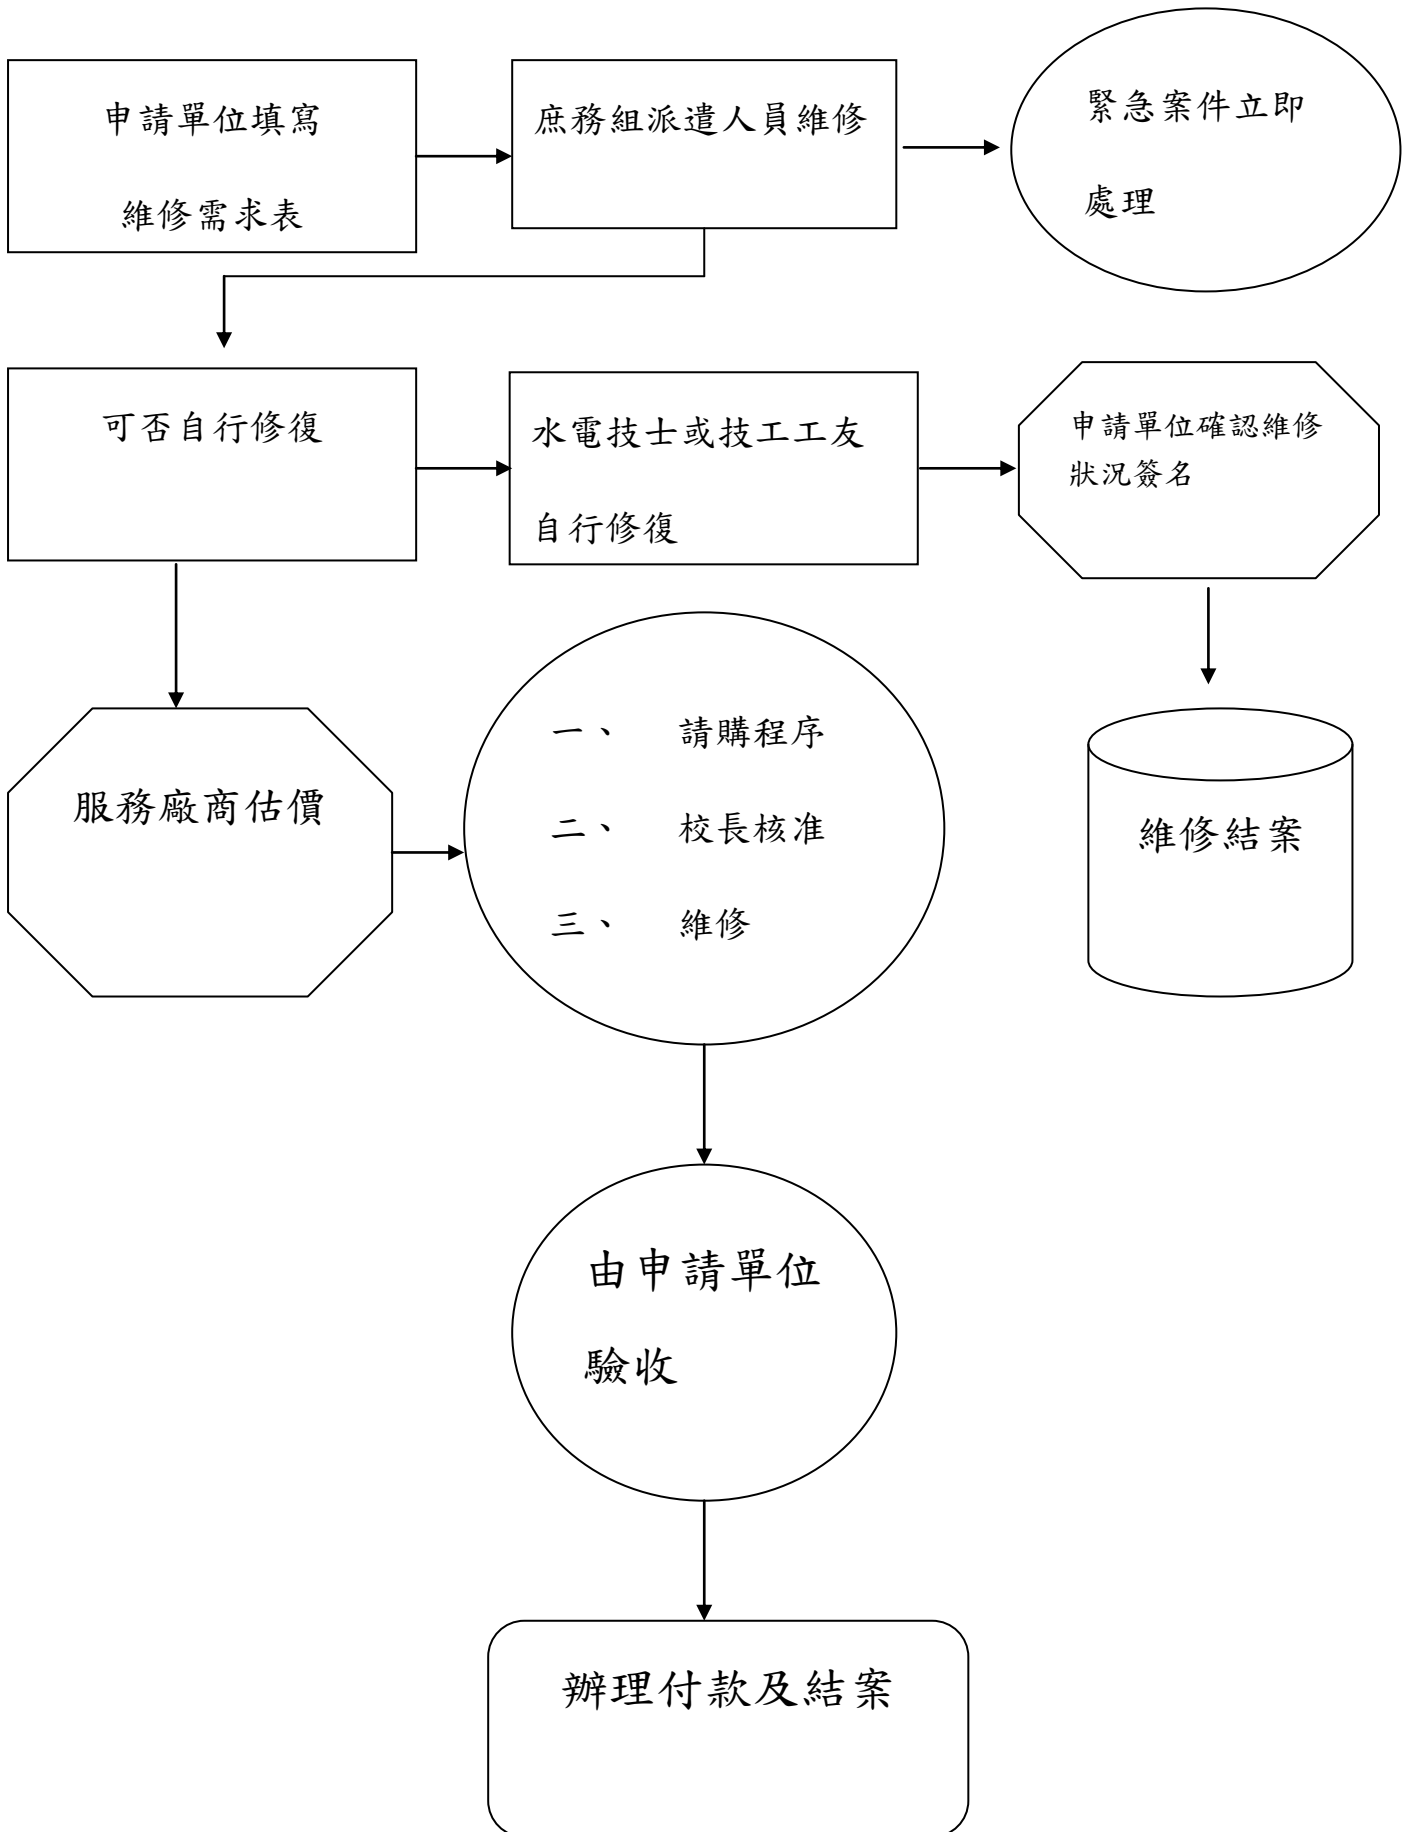 申請單位填寫
維修需求表
庶務組派遣人員維修
緊急案件立即
處理
可否自行修復
水電技士或技工工友
自行修復
申請單位確認維修
狀況簽名
服務廠商估價
一、 請購程序
二、 校長核准
三、 維修
維修結案
由申請單位
驗收
辦理付款及結案